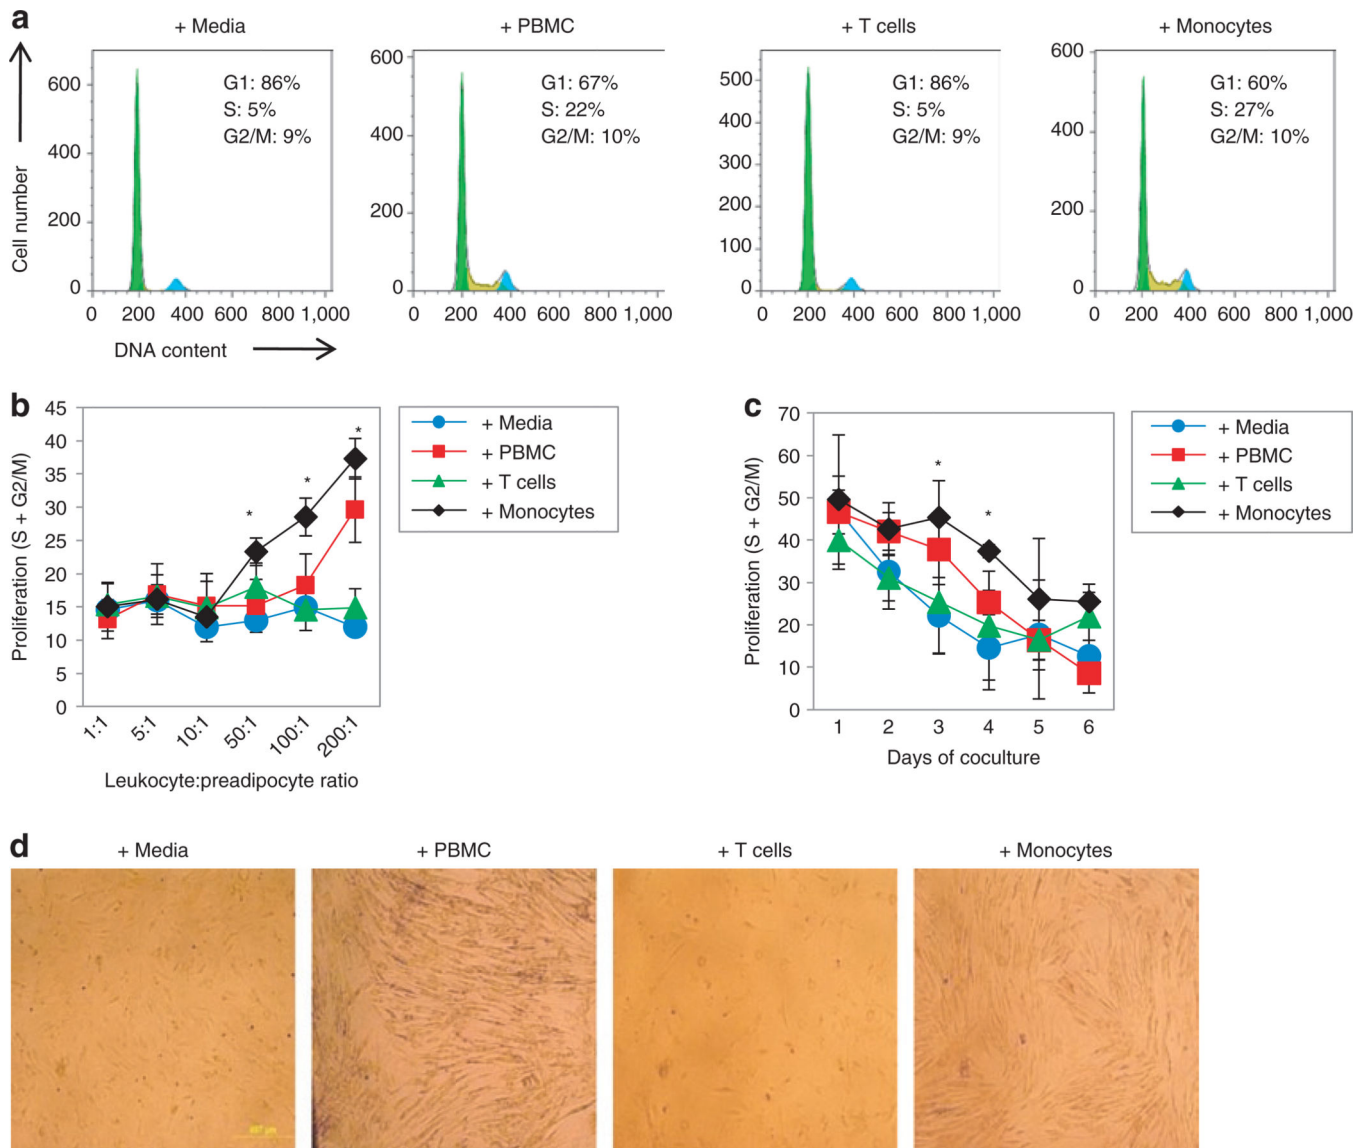 a
+ Media
+ PBMC
+ T cells
+ Monocytes
Cell number
600
400
200
0
G1: 86%
S: 5%
G2/M: 9%
0 200 400 600 800 1,000
600
400
200
0
G1: 67%
S: 22%
G2/M: 10%
0 200 400 600 800 1,000
500
400
300
200
100
0
G1: 86%
S: 5%
G2/M: 9%
0 200 400 600 800 1,000
600
400
200
0
G1: 60%
S: 27%
G2/M: 10%
0 200 400 600 800 1,000
DNA content
b
Proliferation (S + G2/M)
45
40
35
30
25
20
15
10
5
0
* * *
1:1 5:1 10:1 50:1 100:1 200:1
Leukocyte:preadipocyte ratio
+ Media
+ PBMC
+ T cells
+ Monocytes
c
Proliferation (S + G2/M)
70
60
50
40
30
20
10
0
* *
1 2 3 4 5 6
Days of coculture
+ Media
+ PBMC
+ T cells
+ Monocytes
d
+ Media
+ PBMC
+ T cells
+ Monocytes